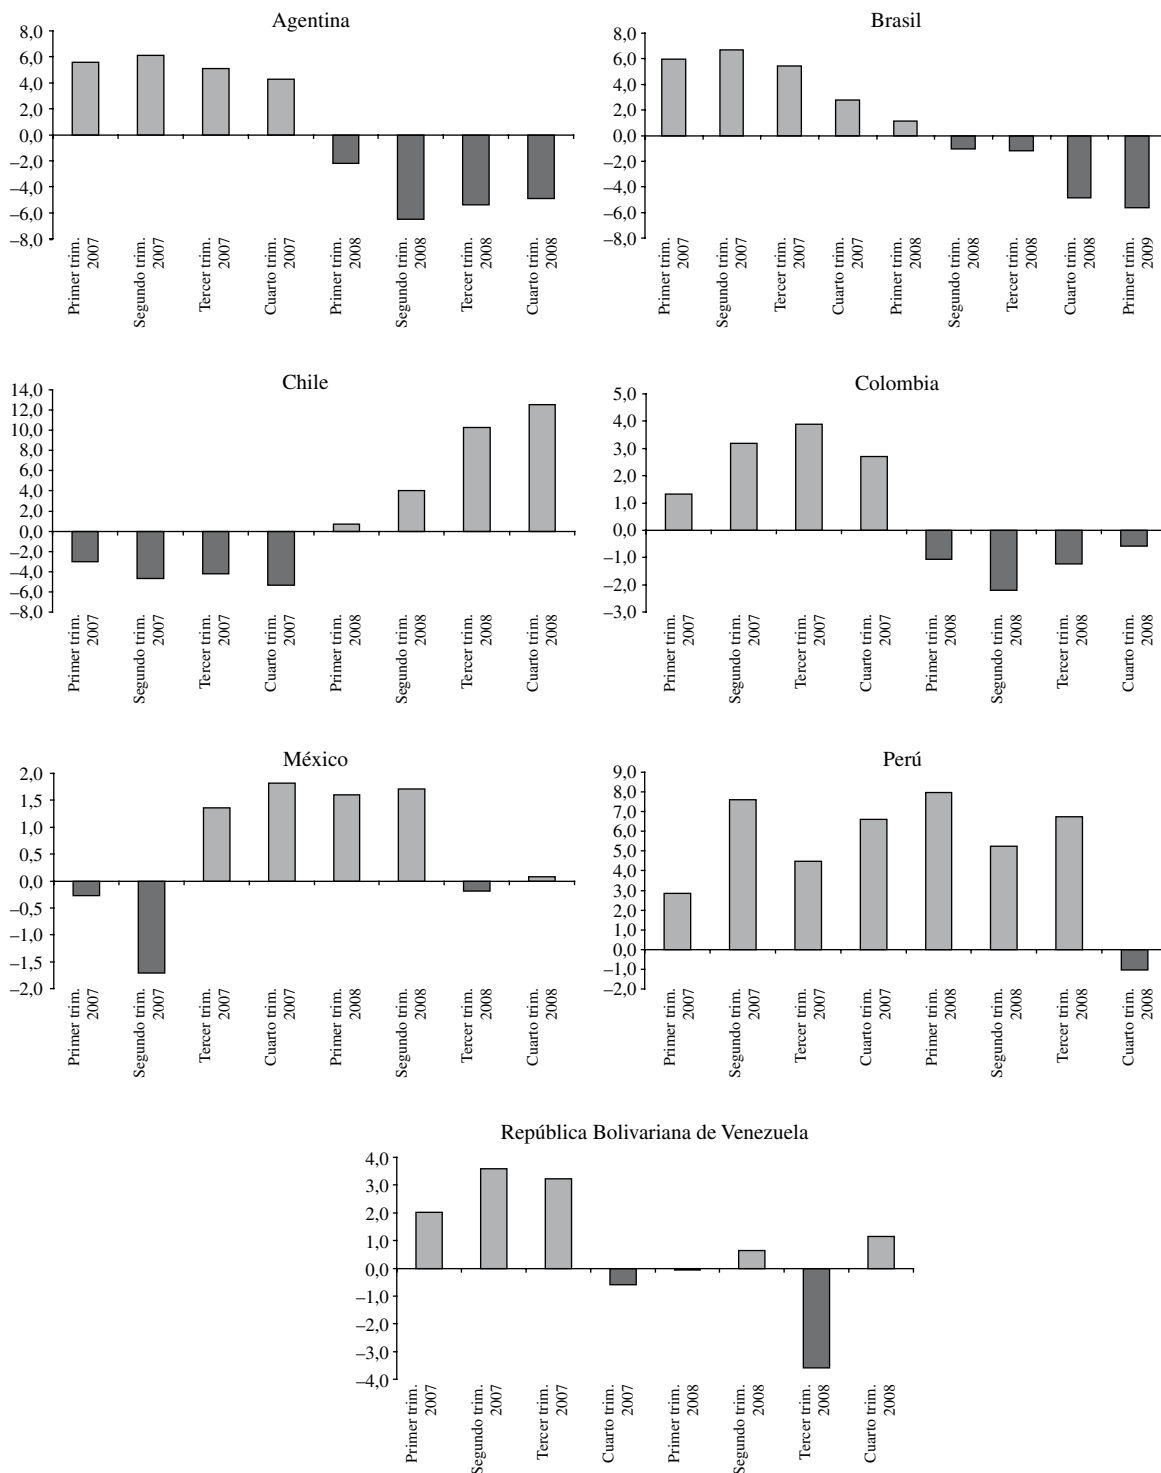 Agentina
8,0
6,0
4,0
2,0
0,0
–2,0
–4,0
–6,0
–8,0
Primer trim.
2007
Segundo trim.
2007
Tercer trim.
2007
Cuarto trim.
2007
Primer trim.
2008
Segundo trim.
2008
Tercer trim.
2008
Cuarto trim.
2008
Brasil
8,0
6,0
4,0
2,0
0,0
–2,0
–4,0
–6,0
–8,0
Primer trim.
2007
Segundo trim.
2007
Tercer trim.
2007
Cuarto trim.
2007
Primer trim.
2008
Segundo trim.
2008
Tercer trim.
2008
Cuarto trim.
2008
Primer trim.
2009
Chile
14,0
12,0
10,0
8,0
6,0
4,0
2,0
0,0
–2,0
–4,0
–6,0
–8,0
Primer trim.
2007
Segundo trim.
2007
Tercer trim.
2007
Cuarto trim.
2007
Primer trim.
2008
Segundo trim.
2008
Tercer trim.
2008
Cuarto trim.
2008
Colombia
5,0
4,0
3,0
2,0
1,0
0,0
–1,0
–2,0
–3,0
Primer trim.
2007
Segundo trim.
2007
Tercer trim.
2007
Cuarto trim.
2007
Primer trim.
2008
Segundo trim.
2008
Tercer trim.
2008
Cuarto trim.
2008
México
2,0
1,5
1,0
0,5
0,0
–0,5
–1,0
–1,5
–2,0
Primer trim.
2007
Segundo trim.
2007
Tercer trim.
2007
Cuarto trim.
2007
Primer trim.
2008
Segundo trim.
2008
Tercer trim.
2008
Cuarto trim.
2008
Perú
9,0
8,0
7,0
6,0
5,0
4,0
3,0
2,0
1,0
0,0
–1,0
–2,0
Primer trim.
2007
Segundo trim.
2007
Tercer trim.
2007
Cuarto trim.
2007
Primer trim.
2008
Segundo trim.
2008
Tercer trim.
2008
Cuarto trim.
2008
República Bolivariana de Venezuela
4,0
3,0
2,0
1,0
0,0
–1,0
–2,0
–3,0
–4,0
Primer trim.
2007
Segundo trim.
2007
Tercer trim.
2007
Cuarto trim.
2007
Primer trim.
2008
Segundo trim.
2008
Tercer trim.
2008
Cuarto trim.
2008